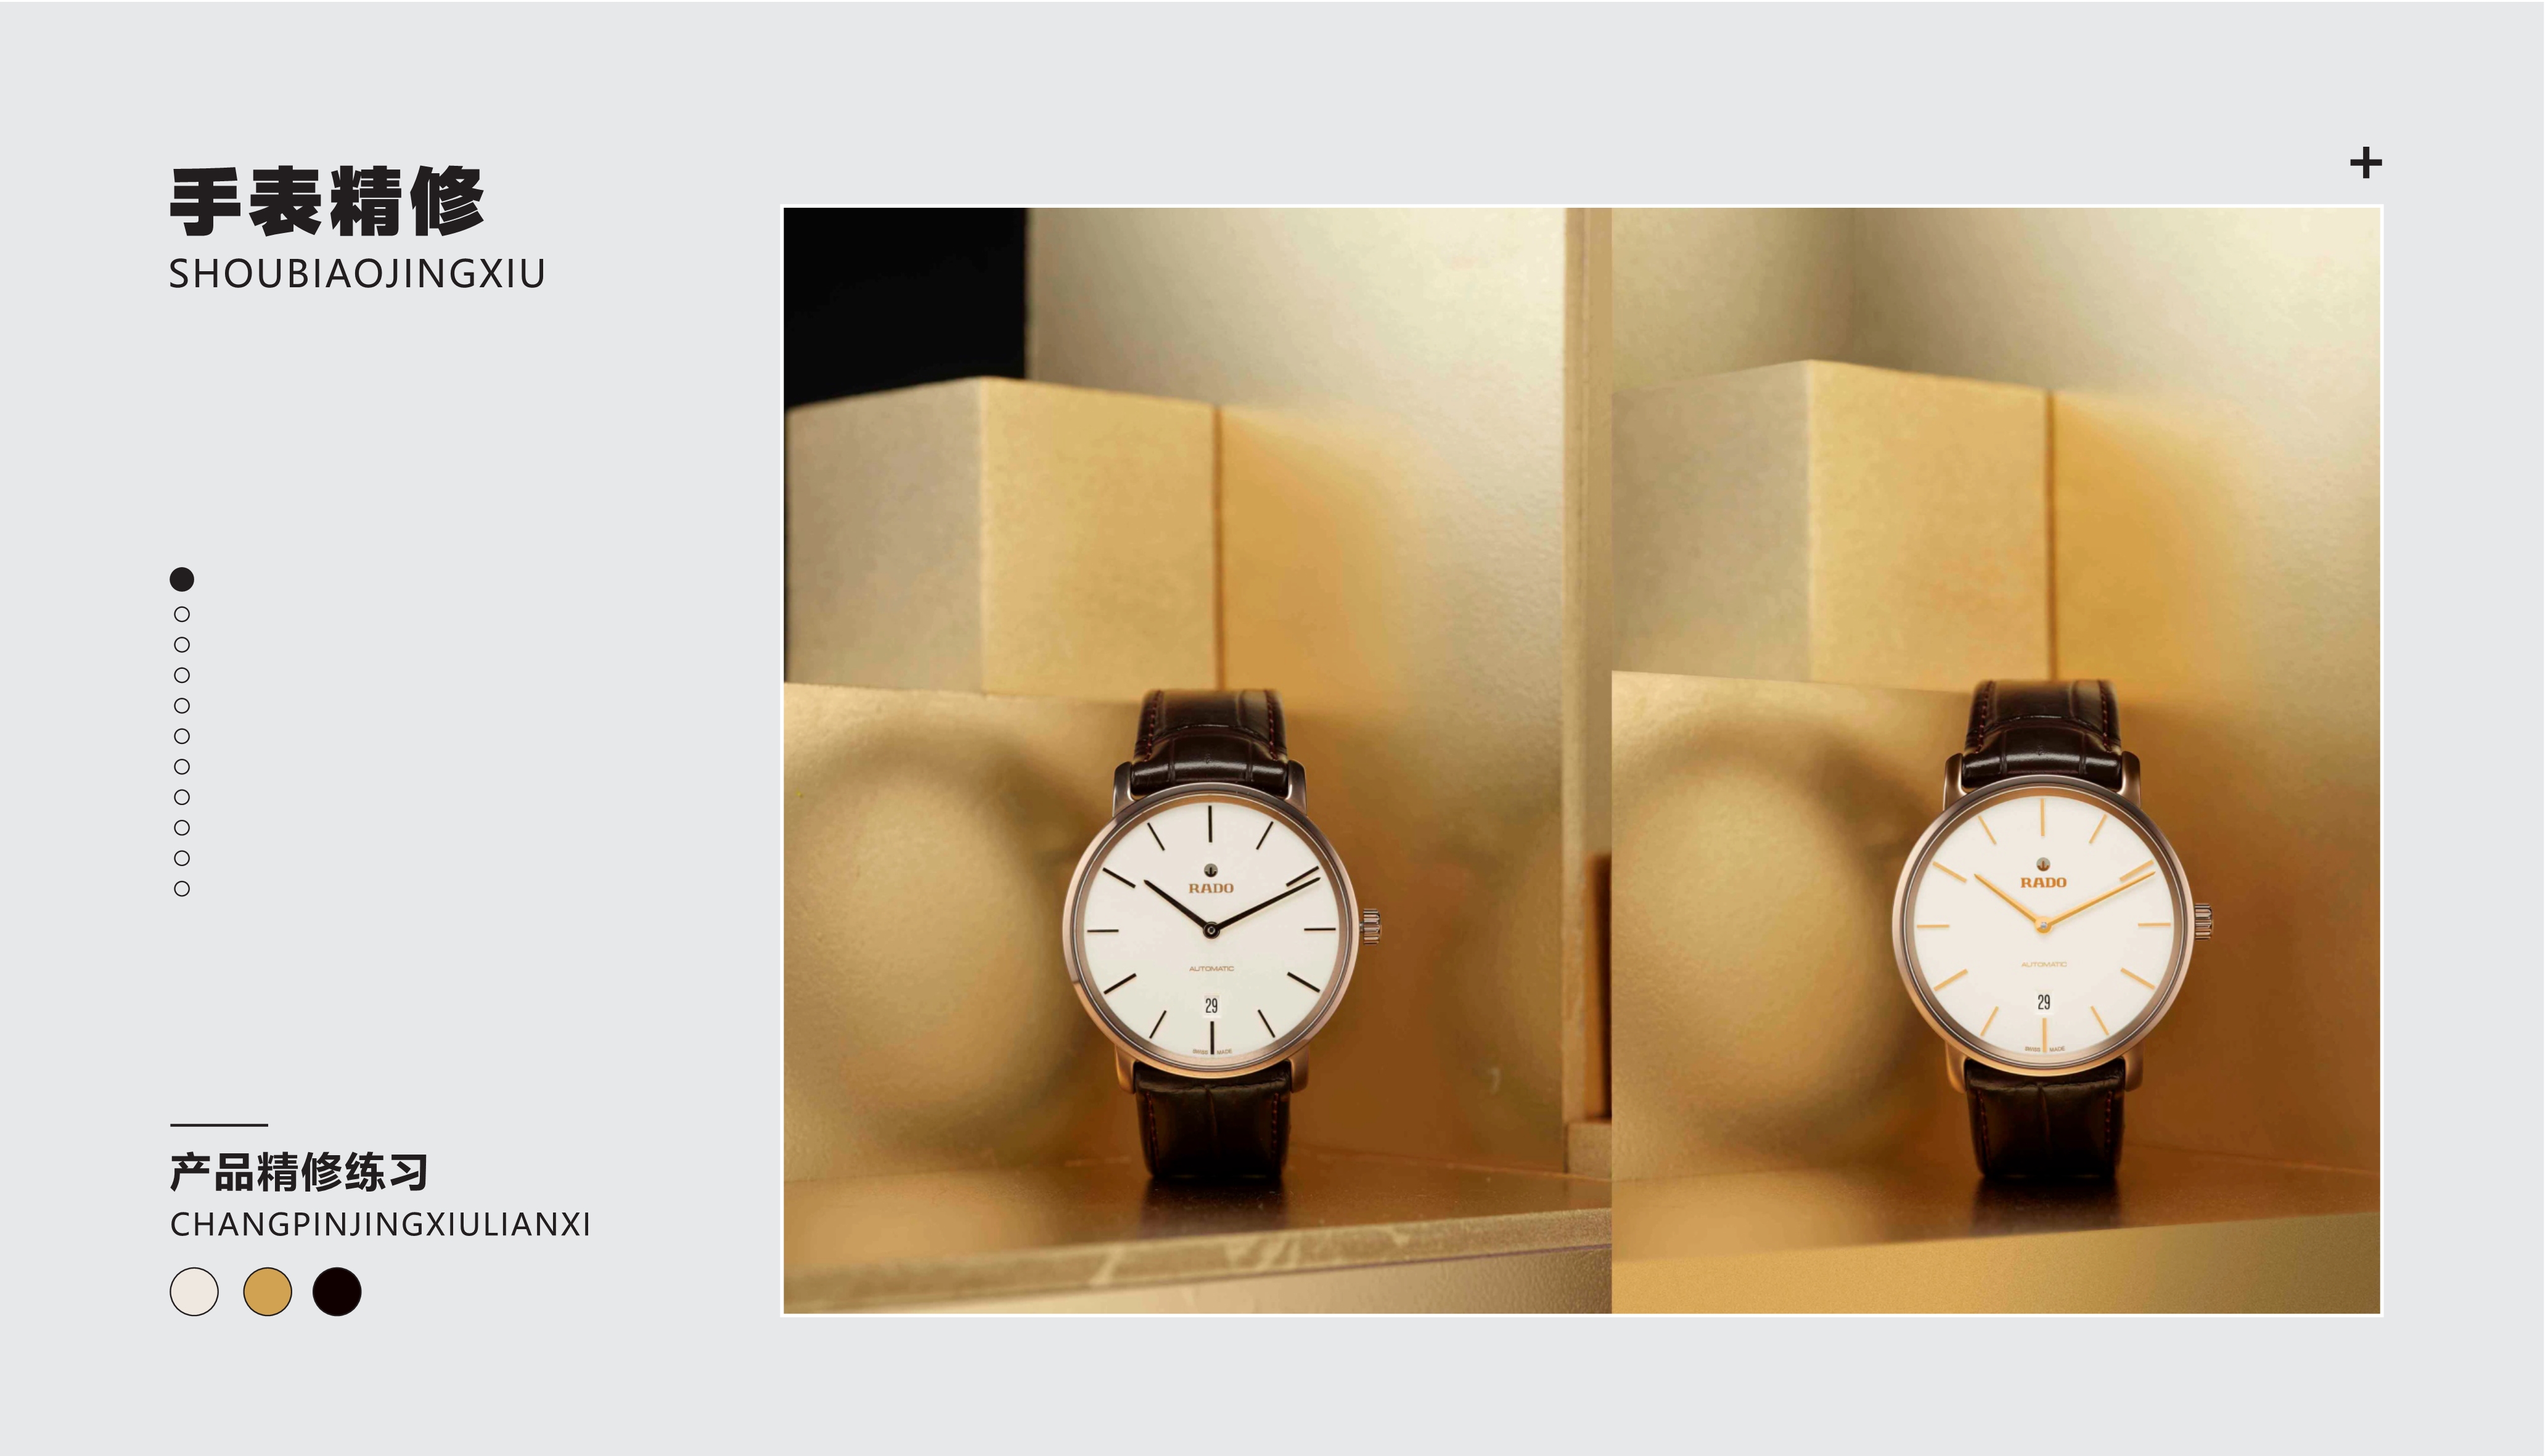 手表精修
SHOUBIAOJINGXIU
产品精修练习
CHANGPINJINGXIULIANXI
RADO
AUTOMATIC
29
SWISS MADE
RADO
AUTOMATIC
29
SWISS MADE